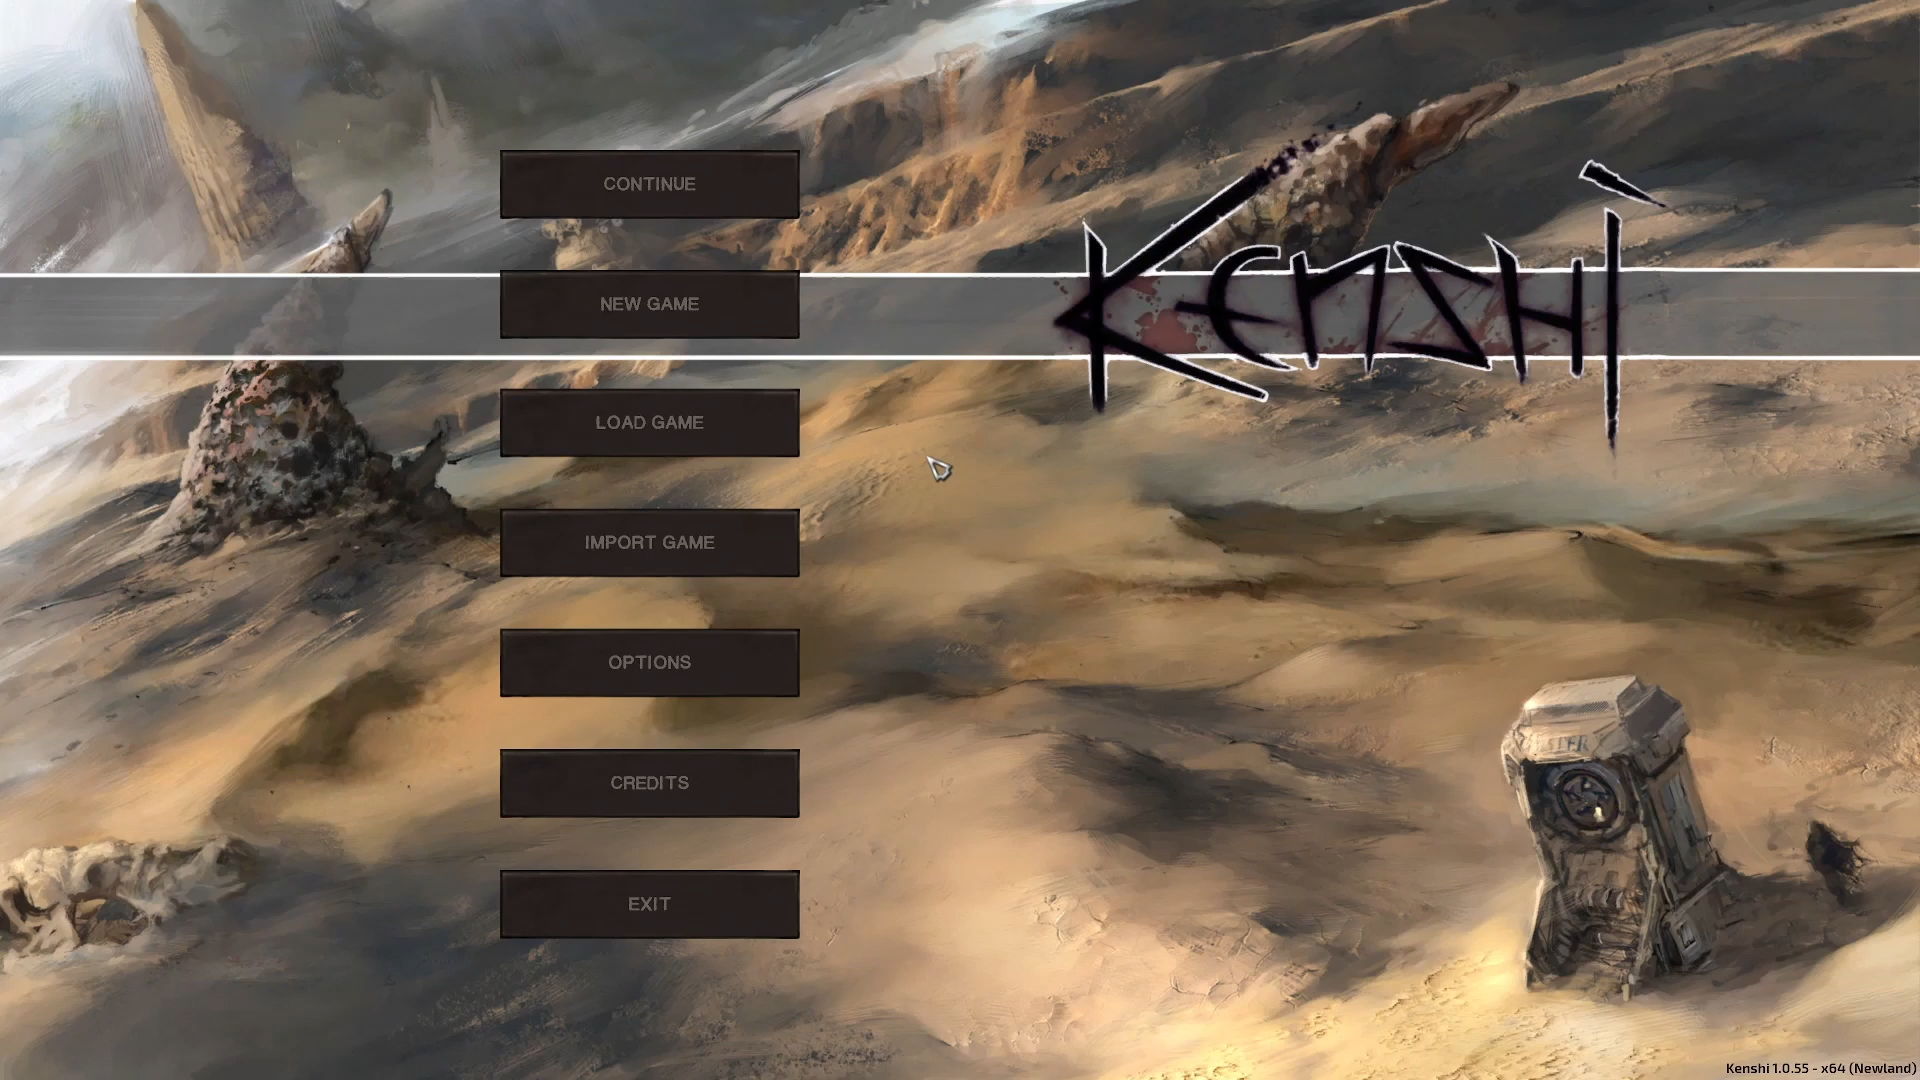 CONTINUE
NEW GAME
Kenshi
LOAD GAME
IMPORT GAME
OPTIONS
CREDITS
EXIT
Kenshi 1.0.55 - x64 (Newland)